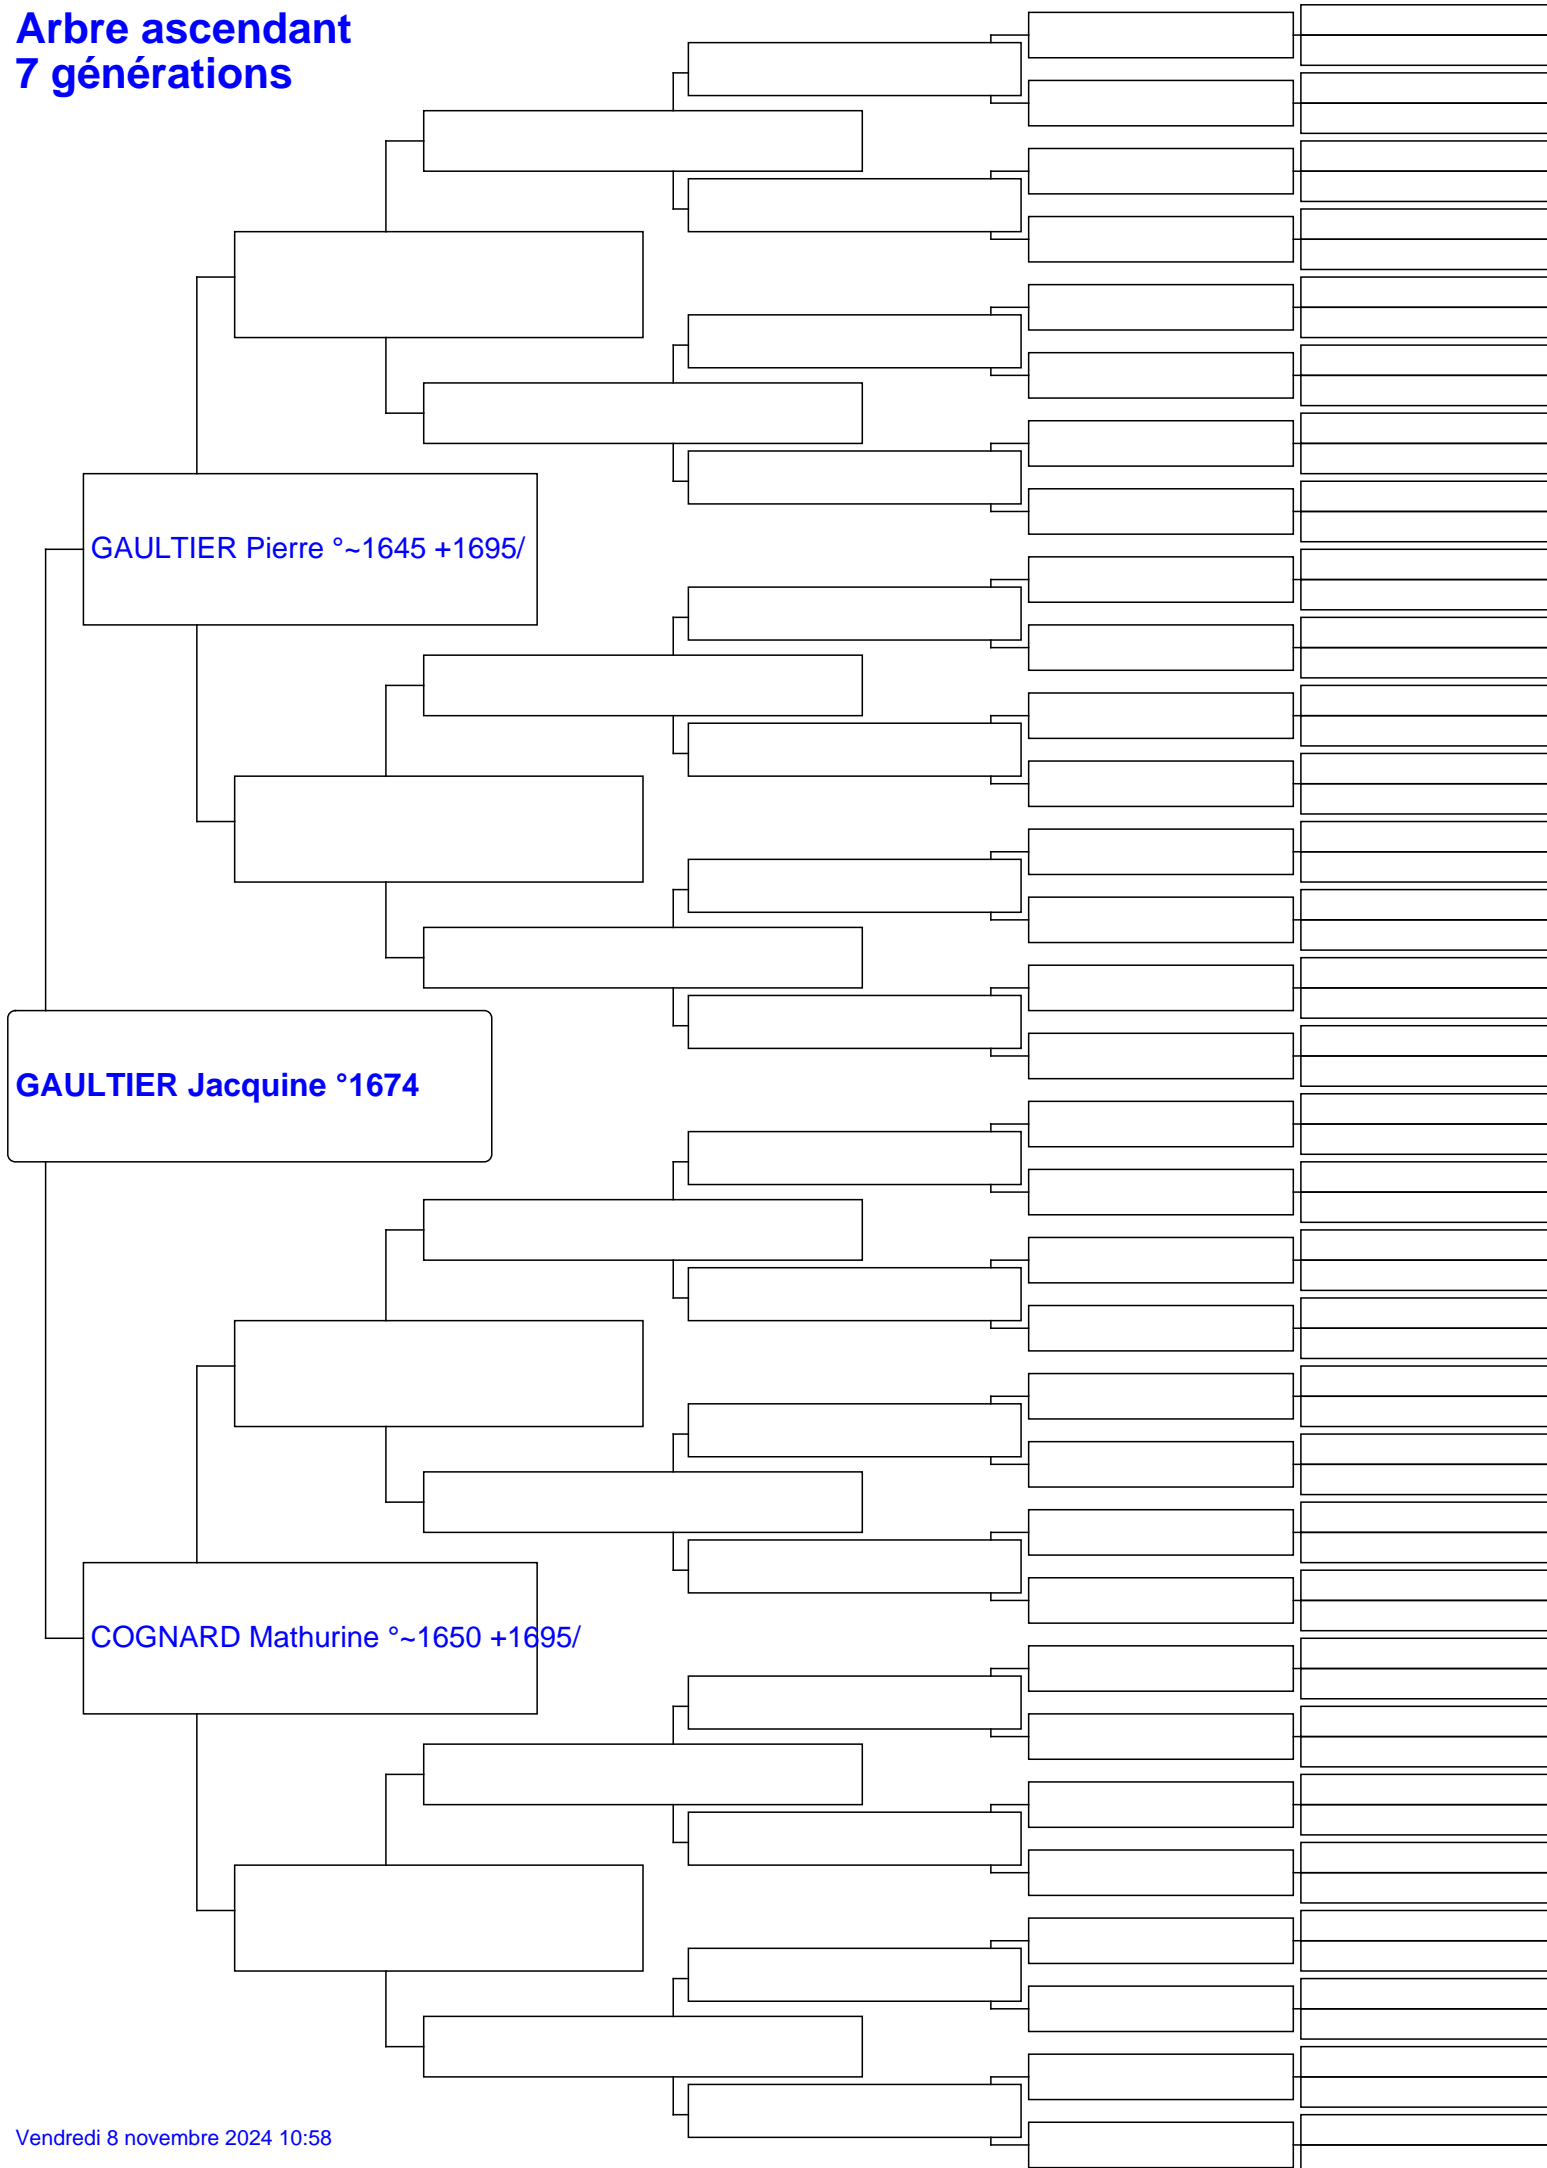 Arbre ascendant
7 générations
GAULTIER Pierre °~1645 +1695/
GAULTIER Jacquine °1674
COGNARD Mathurine °~1650 +1695/
Vendredi 8 novembre 2024 10:58